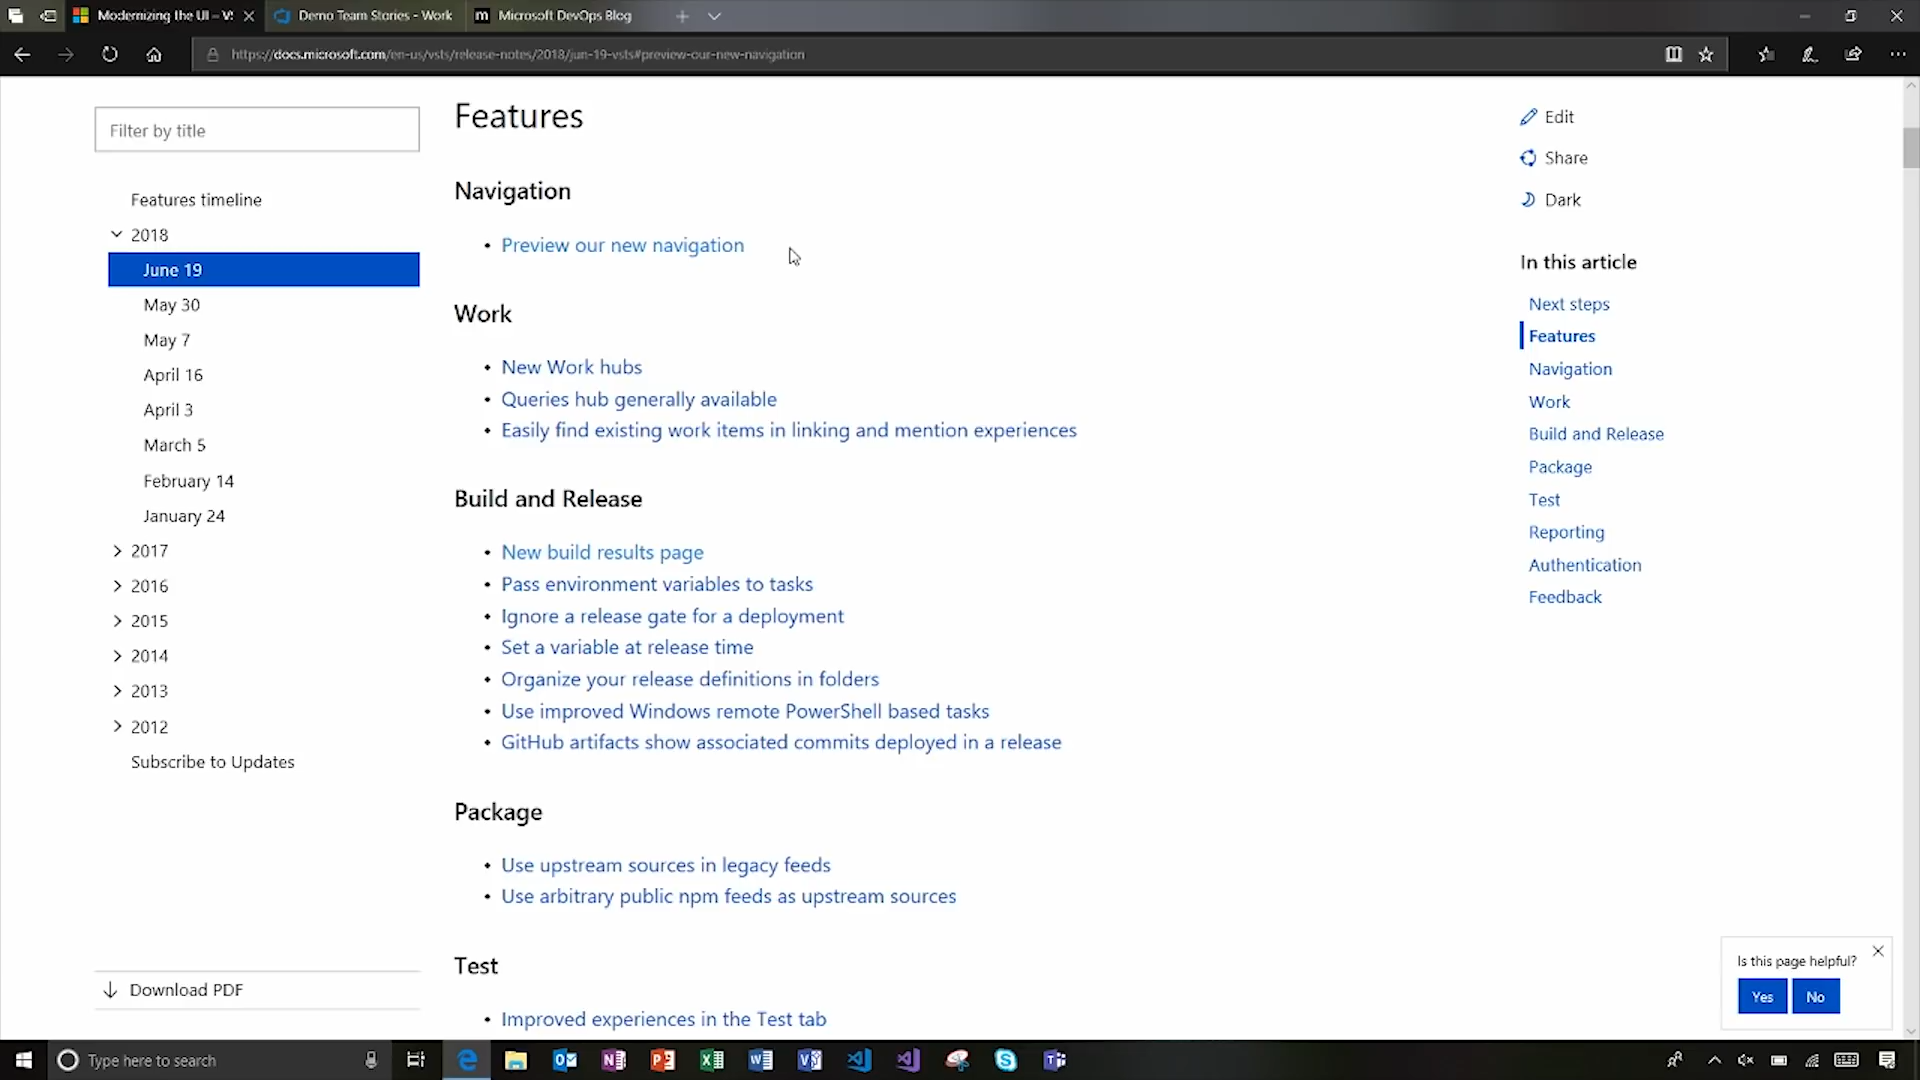 Modernizing the UI – VS
Demo Team Stories - Work
Microsoft DevOps Blog
https://docs.microsoft.com/en-us/vsts/release-notes/2018/jun-19-vsts#preview-our-new-navigation
Filter by title
Features timeline
2018
June 19
May 30
May 7
April 16
April 3
March 5
February 14
January 24
2017
2016
2015
2014
2013
2012
Subscribe to Updates
Download PDF
Features
Navigation
• Preview our new navigation
Work
• New Work hubs
• Queries hub generally available
• Easily find existing work items in linking and mention experiences
Build and Release
• New build results page
• Pass environment variables to tasks
• Ignore a release gate for a deployment
• Set a variable at release time
• Organize your release definitions in folders
• Use improved Windows remote PowerShell based tasks
• GitHub artifacts show associated commits deployed in a release
Package
• Use upstream sources in legacy feeds
• Use arbitrary public npm feeds as upstream sources
Test
• Improved experiences in the Test tab
Edit
Share
Dark
In this article
Next steps
Features
Navigation
Work
Build and Release
Package
Test
Reporting
Authentication
Feedback
Is this page helpful?
Yes
No
Type here to search